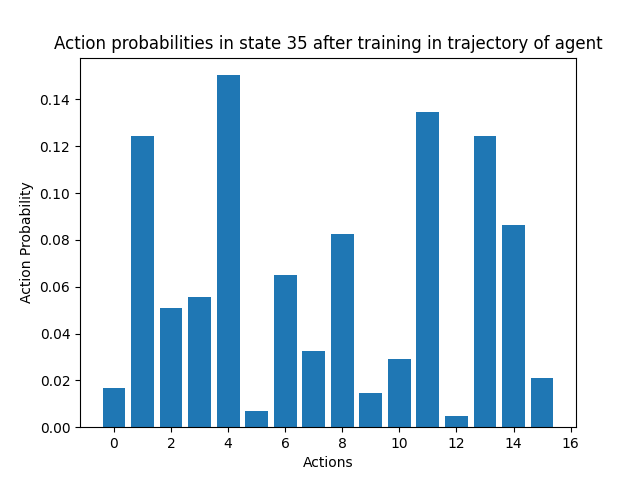 Action probabilities in state 35 after training in trajectory of agent
Action Probability
0.14
0.12
0.10
0.08
0.06
0.04
0.02
0.00
0 2 4 6 8 10 12 14 16
Actions